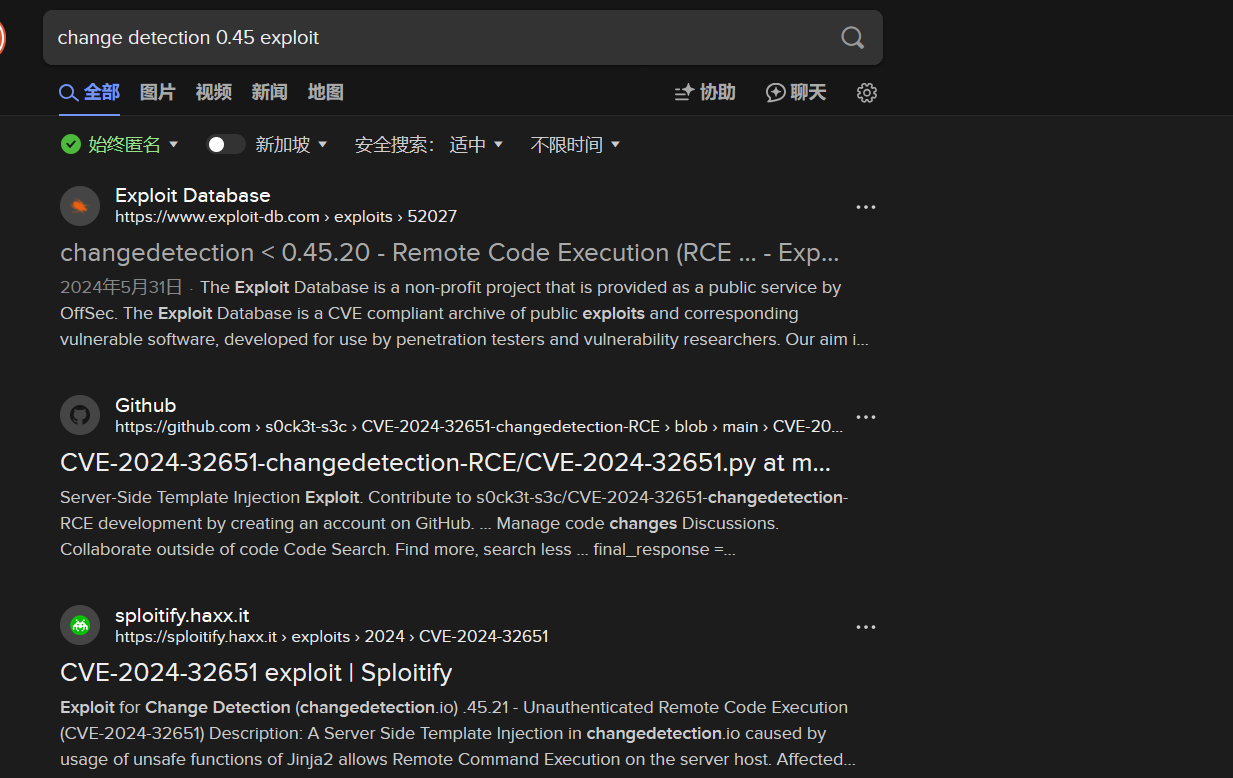 change detection 0.45 exploit
全部 图片 视频 新闻 地图 协助 聊天
始终匿名 新加坡 安全搜索： 适中 不限时间
Exploit Database
https://www.exploit-db.com › exploits › 52027
changedetection < 0.45.20 - Remote Code Execution (RCE ... - Exp...
2024年5月31日 · The Exploit Database is a non-profit project that is provided as a public service by
OffSec. The Exploit Database is a CVE compliant archive of public exploits and corresponding
vulnerable software, developed for use by penetration testers and vulnerability researchers. Our aim i...
Github
https://github.com › s0ck3t-s3c › CVE-2024-32651-changedetection-RCE › blob › main › CVE-20...
CVE-2024-32651-changedetection-RCE/CVE-2024-32651.py at m...
Server-Side Template Injection Exploit. Contribute to s0ck3t-s3c/CVE-2024-32651-changedetection-
RCE development by creating an account on GitHub. ... Manage code changes Discussions.
Collaborate outside of code Code Search. Find more, search less ... final_response =...
sploitify.haxx.it
https://sploitify.haxx.it › exploits › 2024 › CVE-2024-32651
CVE-2024-32651 exploit | Sploitify
Exploit for Change Detection (changedetection.io) .45.21 - Unauthenticated Remote Code Execution
(CVE-2024-32651) Description: A Server Side Template Injection in changedetection.io caused by
usage of unsafe functions of Jinja2 allows Remote Command Execution on the server host. Affected...